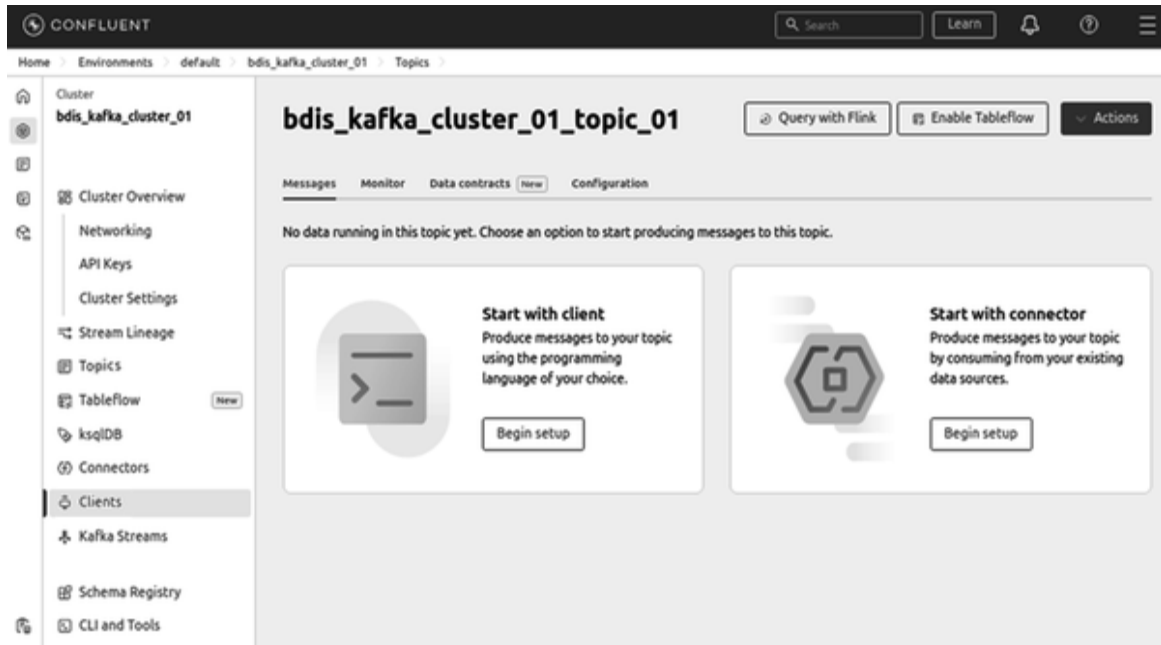 CONFLUENT
Search
Learn
Home > Environments > default > bdis_kafka_cluster_01 > Topics >
Cluster
bdis_kafka_cluster_01
Cluster Overview
Networking
API Keys
Cluster Settings
Stream Lineage
Topics
Tableflow New
ksqlDB
Connectors
Clients
Kafka Streams
Schema Registry
CLI and Tools
bdis_kafka_cluster_01_topic_01
Query with Flink
Enable Tableflow
Actions
Messages Monitor Data contracts New Configuration
No data running in this topic yet. Choose an option to start producing messages to this topic.
Start with client
Produce messages to your topic
using the programming
language of your choice.
Begin setup
Start with connector
Produce messages to your topic
by consuming from your existing
data sources.
Begin setup